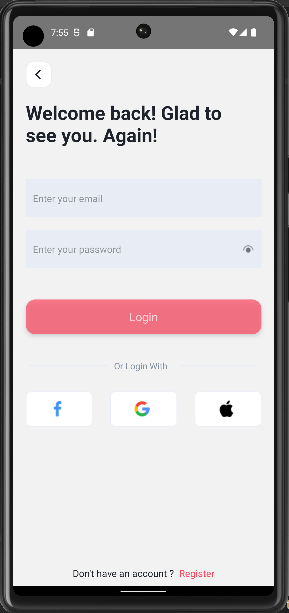 7:55
Welcome back! Glad to
see you. Again!
Enter your email
Enter your password
Login
Or Login With
Don't have an account ? Register